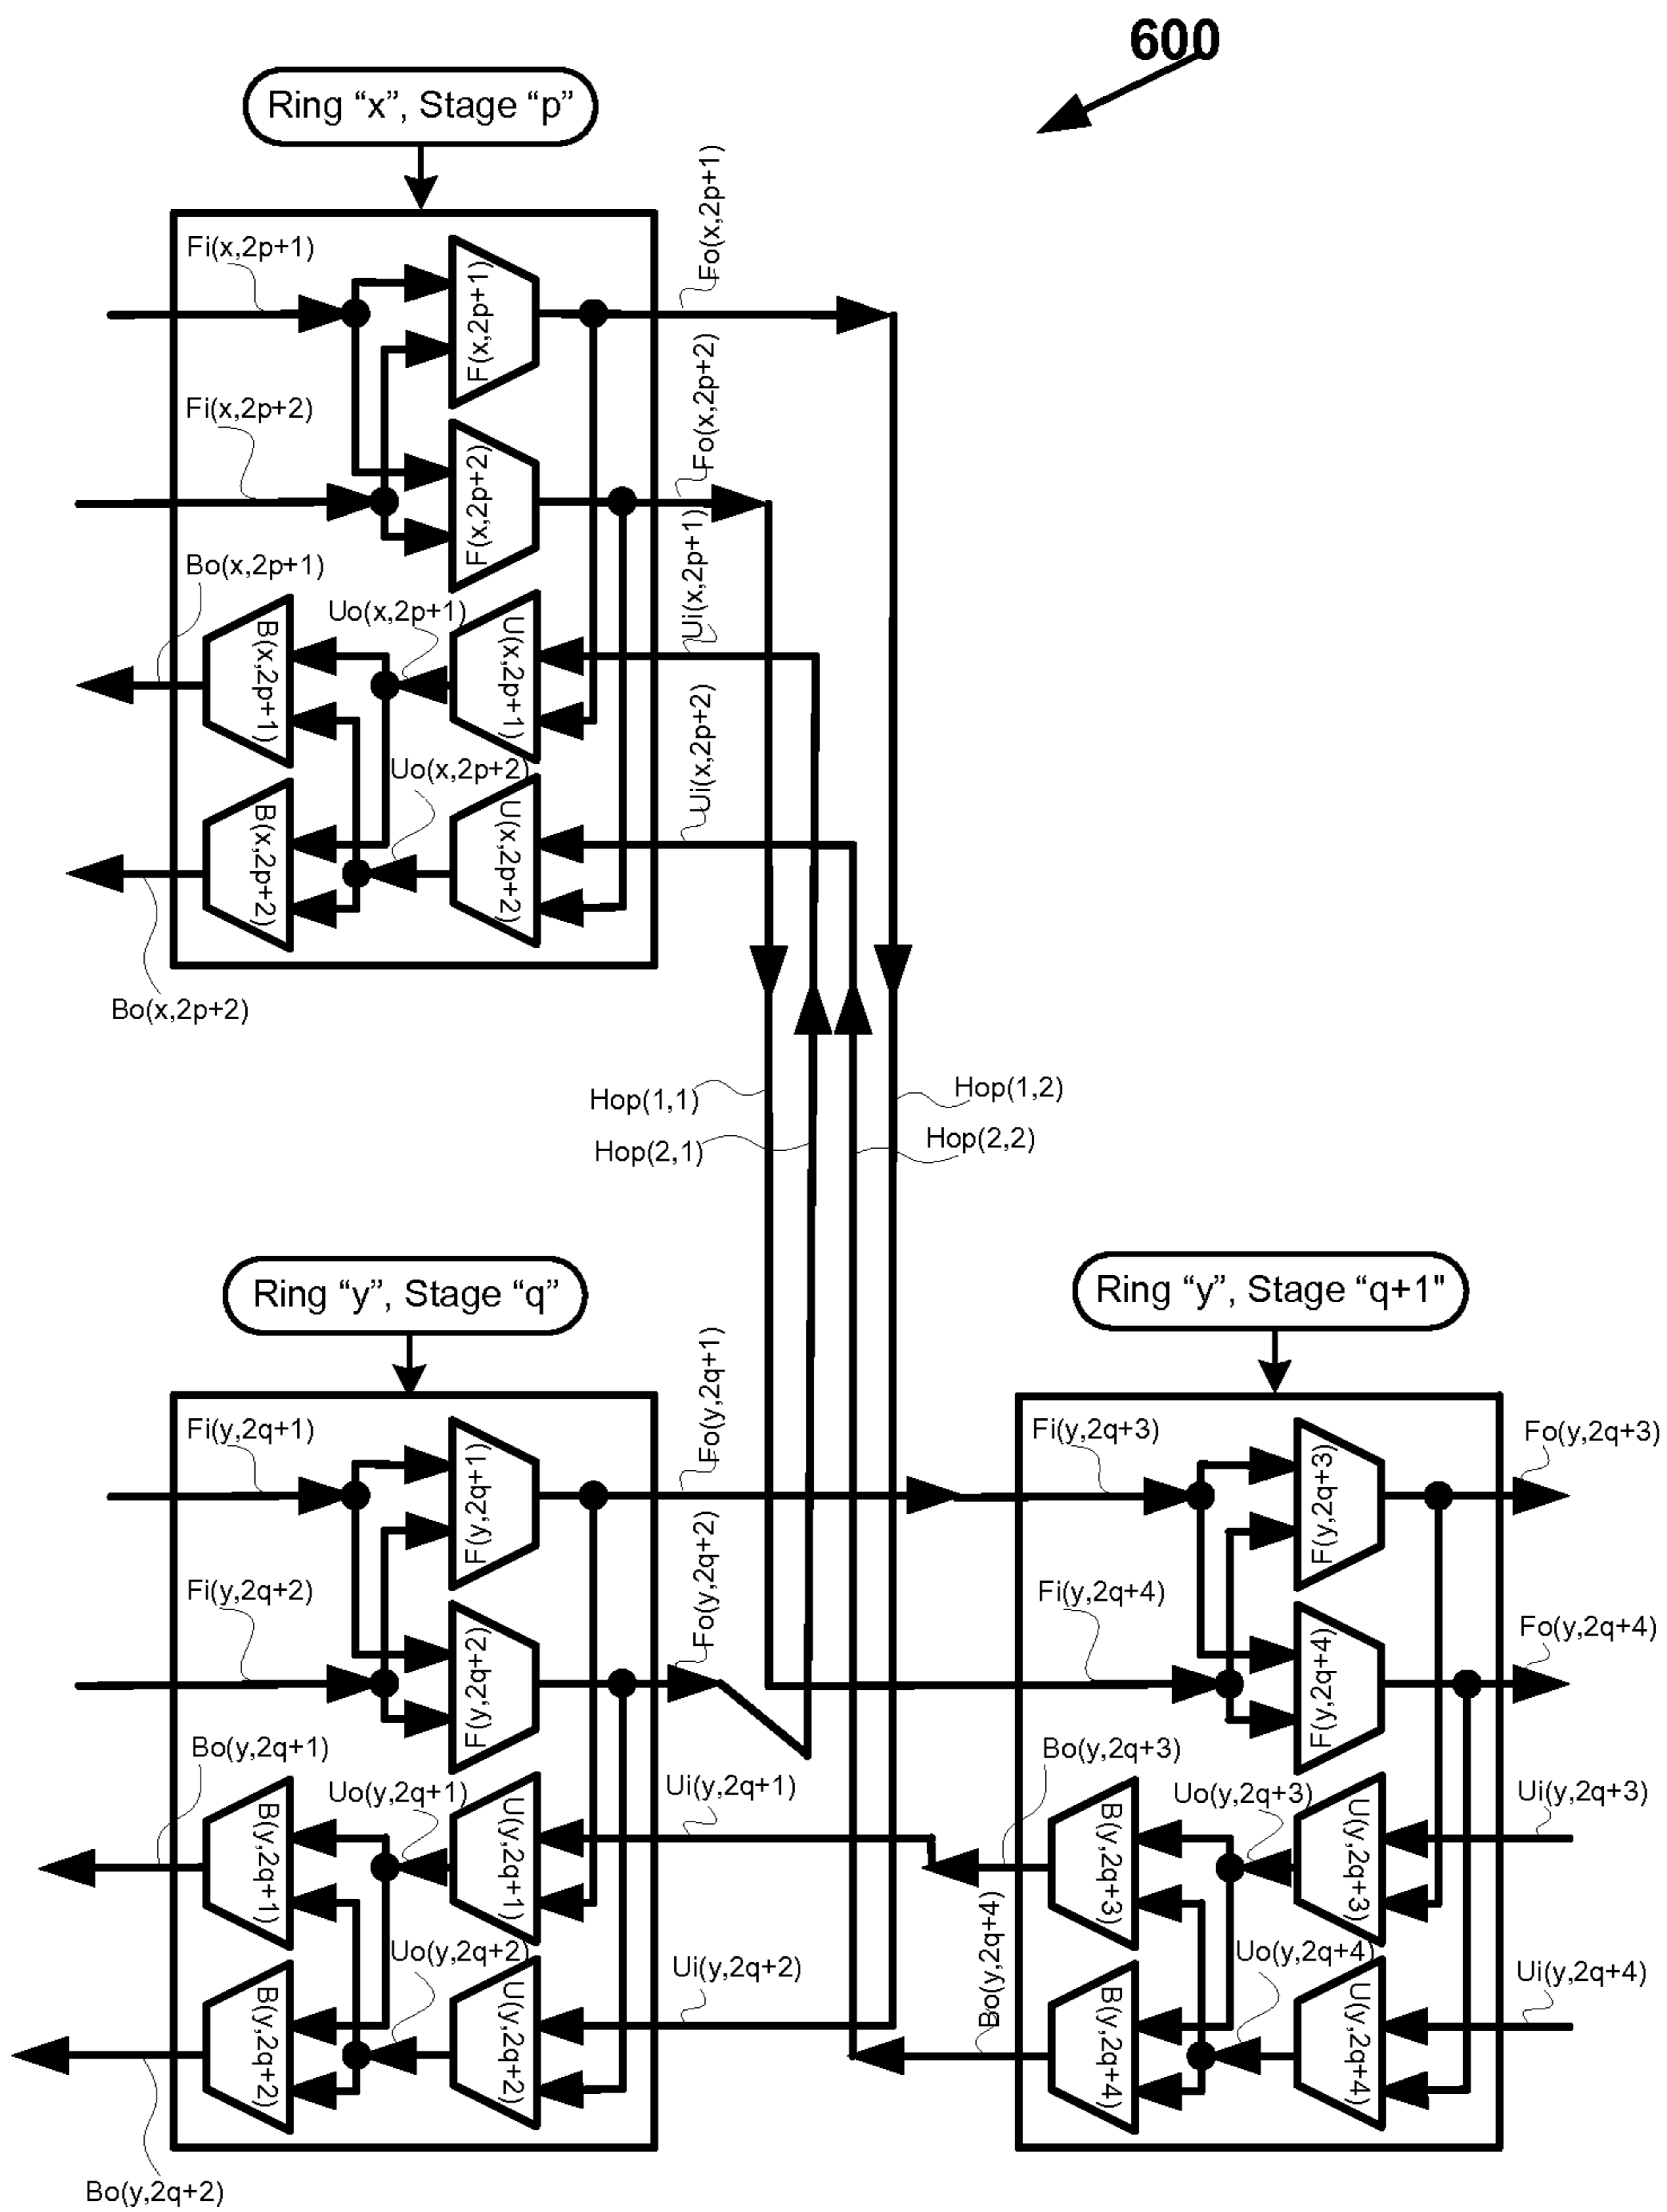 600
Ring “x”, Stage “p”
Fi(x,2p+1)
F(x,2p+1)
Fo(x,2p+1)
Fi(x,2p+2)
F(x,2p+2)
Fo(x,2p+2)
Bo(x,2p+1)
B(x,2p+1)
Uo(x,2p+1)
U(x,2p+1)
Ui(x,2p+1)
Uo(x,2p+2)
Ui(x,2p+2)
B(x,2p+2)
U(x,2p+2)
Bo(x,2p+2)
Hop(1,1)
Hop(1,2)
Hop(2,1)
Hop(2,2)
Ring “y”, Stage “q”
Ring “y”, Stage “q+1"
Fi(y,2q+1)
F(y,2q+1)
Fo(y,2q+1)
Fi(y,2q+3)
F(y,2q+3)
Fo(y,2q+3)
Fi(y,2q+2)
F(y,2q+2)
Fo(y,2q+2)
Fi(y,2q+4)
F(y,2q+4)
Fo(y,2q+4)
Bo(y,2q+1)
B(y,2q+1)
Uo(y,2q+1)
U(y,2q+1)
Ui(y,2q+1)
Bo(y,2q+3)
B(y,2q+3)
Uo(y,2q+3)
U(y,2q+3)
Ui(y,2q+3)
Uo(y,2q+2)
B(y,2q+2)
U(y,2q+2)
Ui(y,2q+2)
Bo(y,2q+4)
B(y,2q+4)
Uo(y,2q+4)
U(y,2q+4)
Ui(y,2q+4)
Bo(y,2q+2)